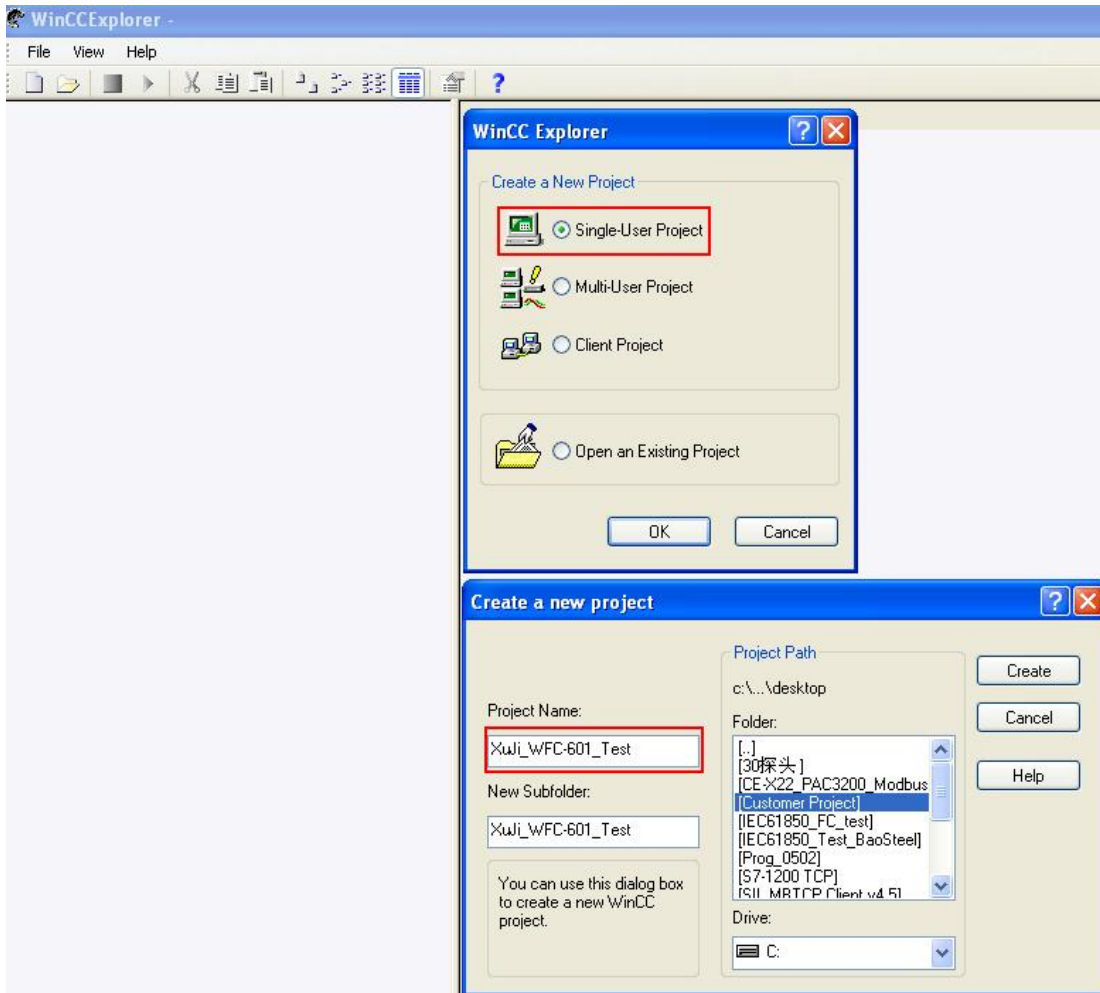 WinCCExplorer -
File View Help
WinCC Explorer
Create a New Project
Single-User Project
Multi-User Project
Client Project
Open an Existing Project
OK Cancel
Create a new project
Project Name:
XuJi_WFC-601_Test
New Subfolder:
XuJi_WFC-601_Test
You can use this dialog box
to create a new WinCC
project.
Project Path
c:\...\desktop
Folder:
[..]
[30探头]
[CE-X22_PAC3200_Modbus
[Customer Project]
[IEC61850_FC_test]
[IEC61850_Test_BaoSteel]
[Prog_0502]
[S7-1200 TCP]
Drive:
C:
Create
Cancel
Help